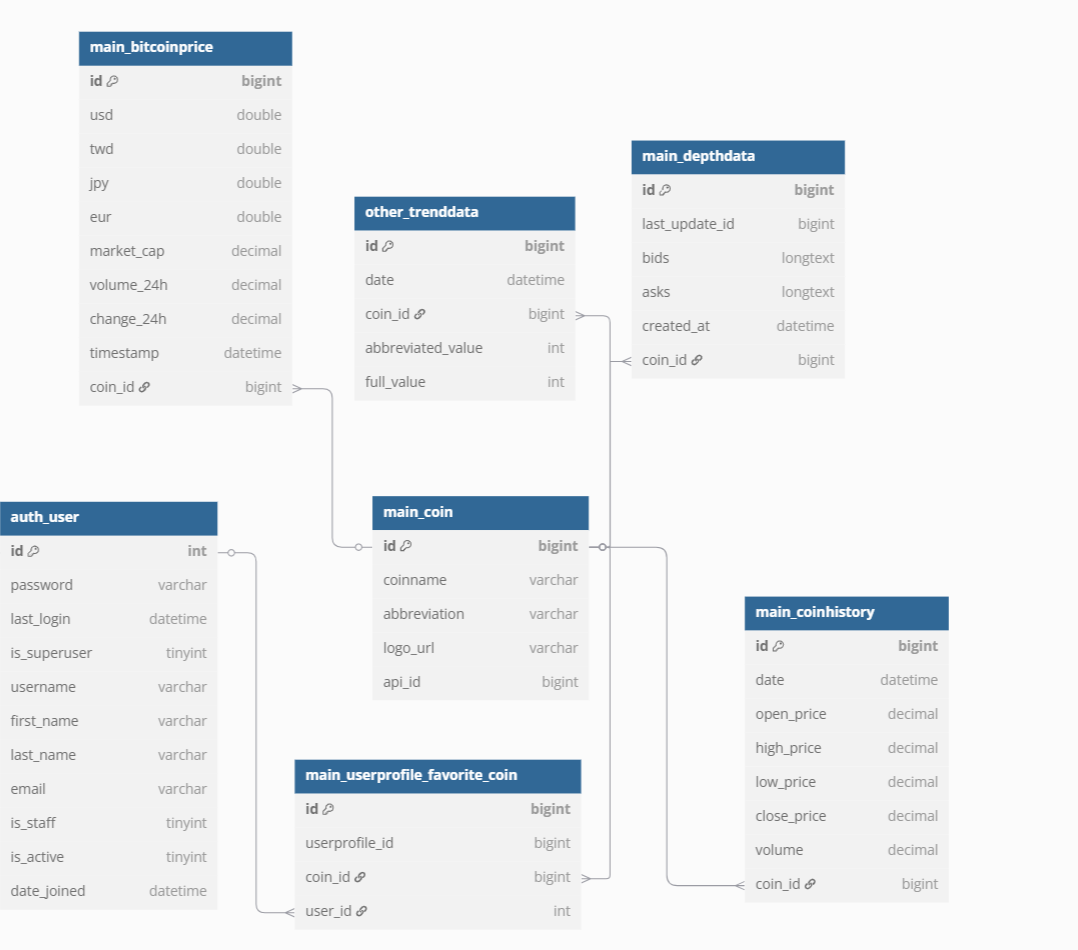 main_bitcoinprice
id bigint
usd double
twd double
jpy double
eur double
market_cap decimal
volume_24h decimal
change_24h decimal
timestamp datetime
coin_id bigint
other_trenddata
id bigint
date datetime
coin_id bigint
abbreviated_value int
full_value int
main_depthdata
id bigint
last_update_id bigint
bids longtext
asks longtext
created_at datetime
coin_id bigint
auth_user
id int
password varchar
last_login datetime
is_superuser tinyint
username varchar
first_name varchar
last_name varchar
email varchar
is_staff tinyint
is_active tinyint
date_joined datetime
main_coin
id bigint
coinname varchar
abbreviation varchar
logo_url varchar
api_id bigint
main_userprofile_favorite_coin
id bigint
userprofile_id bigint
coin_id bigint
user_id int
main_coinhistory
id bigint
date datetime
open_price decimal
high_price decimal
low_price decimal
close_price decimal
volume decimal
coin_id bigint